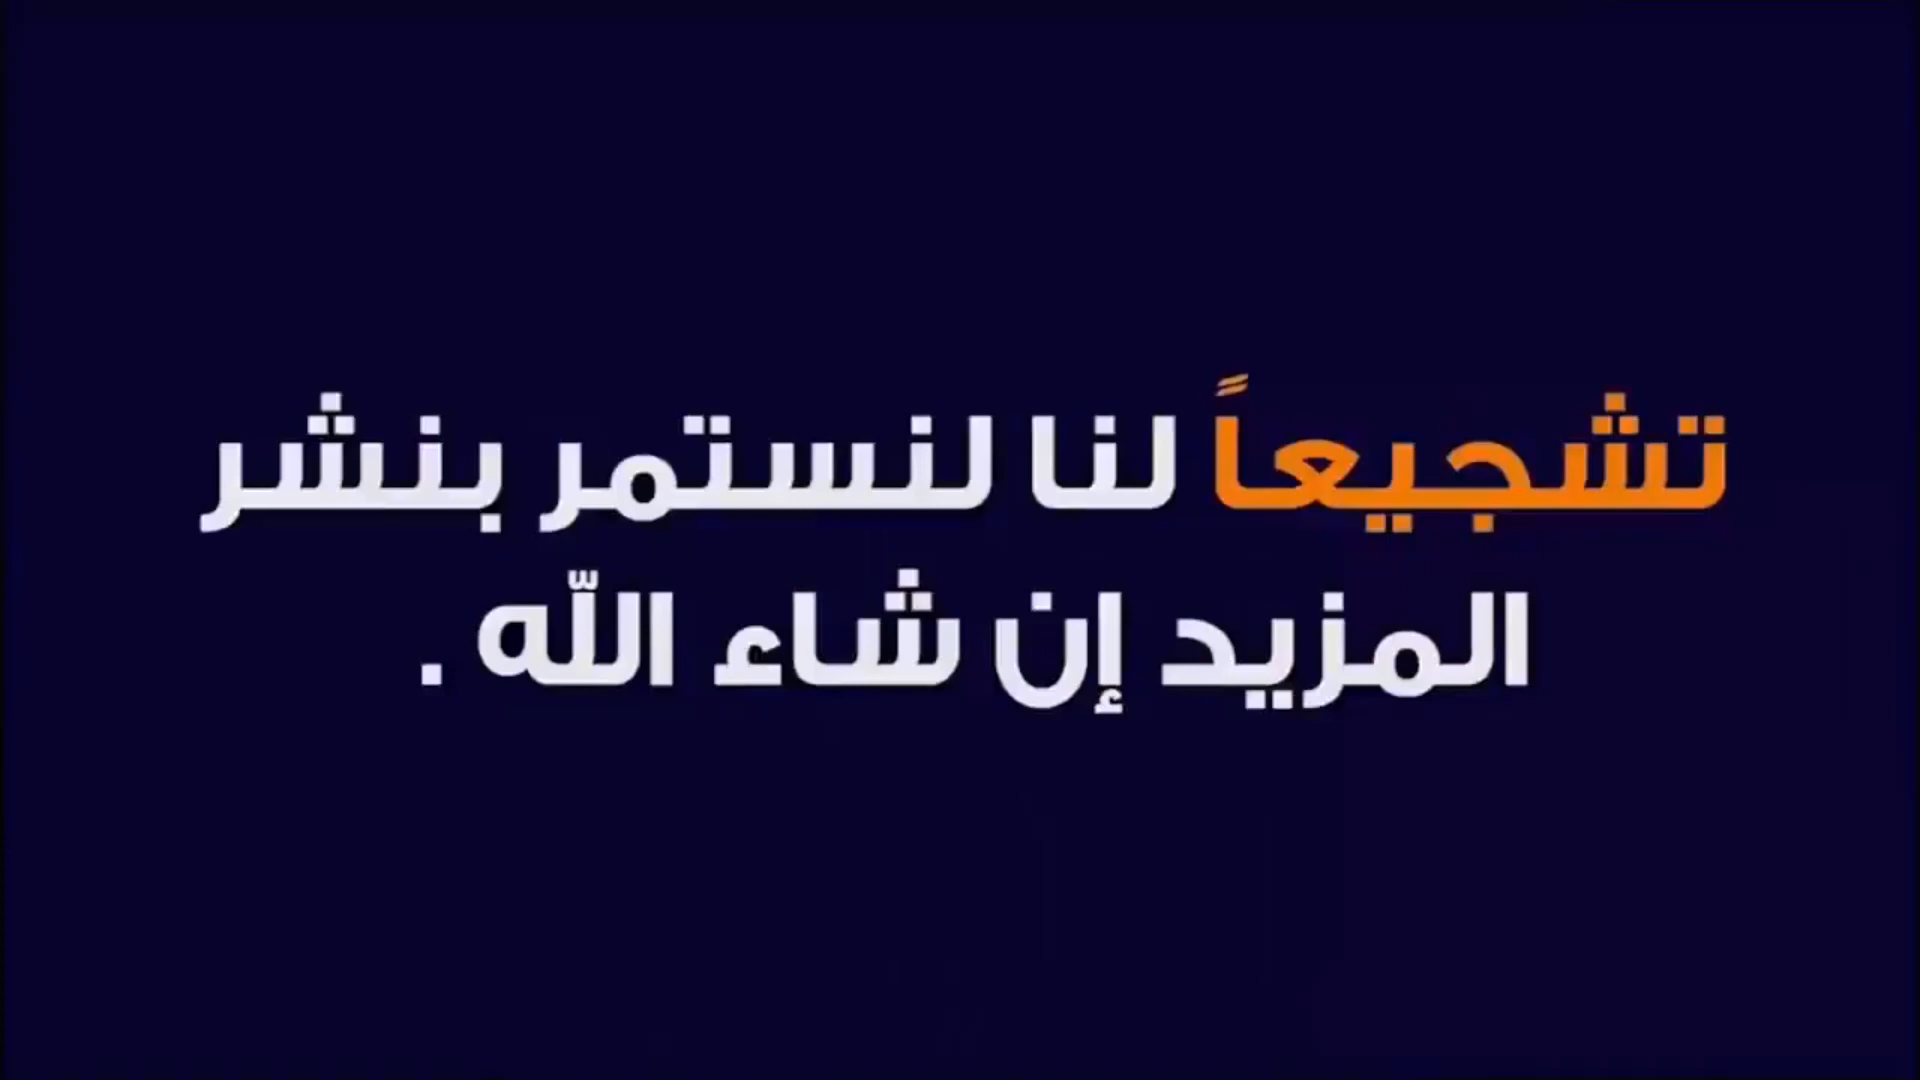 تشجيعاً لنا لنستمر بنشر
المزيد إن شاء اللّه .